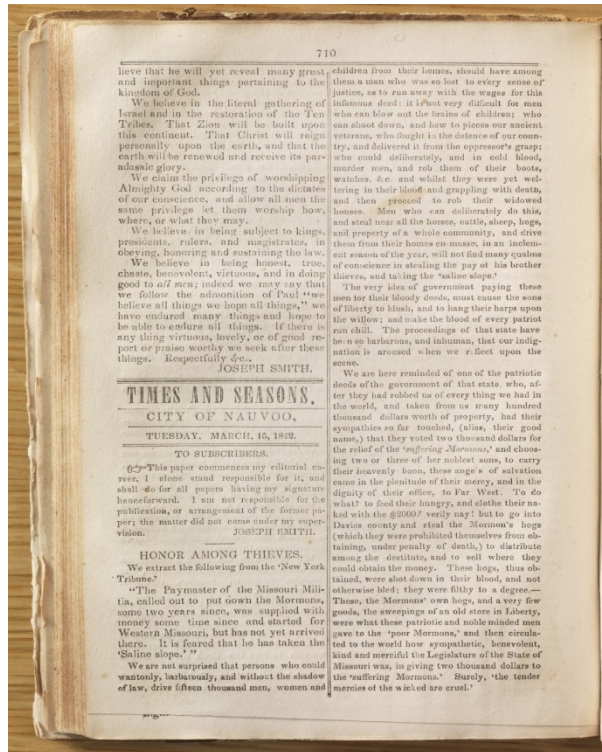 710
lieve that he will yet reveal many great
and important things pertaining to the
kingdom of God.
We believe in the literal gathering of
Israel and in the restoration of the Ten
Tribes. That Zion will be built upon
this continent. That Christ will reign
personally upon the earth, and that the
earth will be renewed and receive its par-
adasaic glory.
We claim the privilege of worshipping
Almighty God according to the dictates
of our conscience, and allow all men the
same privilege let them worship how,
where, or what they may.
We believe in being subject to kings,
presidents, rulers, and magistrates, in
obeying, honoring and sustaining the law.
We believe in being honest, true,
chaste, benevolent, virtuous, and in doing
good to all men; indeed we may say that
we follow the admonition of Paul "we
believe all things we hope all things," we
have endured many things and hope to
be able to endure all things. If there is
any thing virtuous, lovely, or of good re-
port or praise worthy we seek after these
things. Respectfully &c.,
JOSEPH SMITH.
TIMES AND SEASONS,
CITY OF NAUVOO,
TUESDAY, MARCH, 15, 1842.
TO SUBSCRIBERS.
☞This paper commences my editorial ca-
reer, I alone stand responsible for it, and
shall do for all papers having my signature
henceforward. I am not responsible for the
publication, or arrangement of the former pa-
per; the matter did not come under my super-
vision. JOSEPH SMITH.
HONOR AMONG THIEVES.
We extract the following from the 'New York
Tribune.'
"The Paymaster of the Missouri Mili-
tia, called out to put down the Mormons,
some two years since, was supplied with
money some time since and started for
Western Missouri, but has not yet arrived
there. It is feared that he has taken the
'Saline slope.' "
We are not surprised that persons who could
wantonly, barbarously, and without the shadow
of law, drive fifteen thousand men, women and
children from their homes, should have among
them a man who was so lost to every sense of
justice, as to run away with the wages for this
infamous deed: it is not very difficult for men
who can blow out the brains of children; who
can shoot down, and hew to pieces our ancient
veterans, who fought in the defence of our coun-
try, and delivered it from the oppressor's grasp;
who could deliberately, and in cold blood,
murder men, and rob them of their boots,
watches, &c. and whilst they were yet wel-
tering in their blood and grappling with death,
and then proceed to rob their widowed
houses. Men who can deliberately do this,
and steal near all the horses, cattle, sheep, hogs,
and property of a whole community, and drive
them from their homes en masse, in an inclem-
ent season of the year, will not find many qualms
of conscience in stealing the pay of his brother
thieves, and taking the 'saline slope.'
The very idea of government paying these
men for their bloody deeds, must cause the sons
of liberty to blush, and to hang their harps upon
the willow; and make the blood of every patriot
run chill. The proceedings of that state have
been so barbarous, and inhuman, that our indig-
nation is aroused when we reflect upon the
scene.
We are here reminded of one of the patriotic
deeds of the government of that state, who, af-
ter they had robbed us of every thing we had in
the world, and taken from us many hundred
thousand dollars worth of property, had their
sympathies so far touched, (alias, their good
name,) that they voted two thousand dollars for
the relief of the 'suffering Mormons,' and choos-
ing two or three of her noblest sons, to carry
their heavenly boon, these angels of salvation
came in the plenitude of their mercy, and in the
dignity of their office, to Far West. To do
what? to feed their hungry, and clothe their na-
ked with the $2000? verily nay! but to go into
Davies county and steal the Mormon's hogs
(which they were prohibited themselves from ob-
taining, under penalty of death,) to distribute
among the destitute, and to sell where they
could obtain the money. These hogs, thus ob-
tained, were shot down in their blood, and not
otherwise bled; they were filthy to a degree.—
These, the Mormons' own hogs, and a very few
goods, the sweepings of an old store in Liberty,
were what these patriotic and noble minded men
gave to the 'poor Mormons,' and then circula-
ted to the world how sympathetic, benevolent,
kind and merciful the Legislature of the State of
Missouri was, in giving two thousand dollars to
the 'suffering Mormons.' Surely, 'the tender
mercies of the wicked are cruel.'